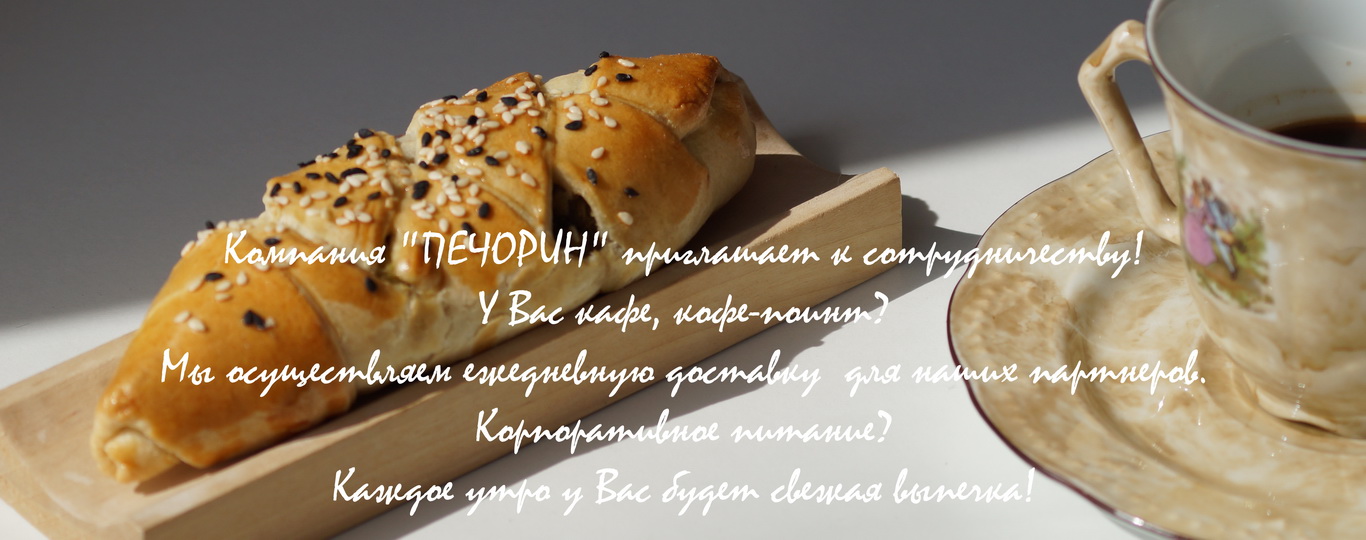 Компания "ПЕЧОРИН" приглашает к сотрудничеству!
У Вас кафе, кофе-поинт?
Мы осуществляем ежедневную доставку для наших партнеров.
Корпоративное питание?
Каждое утро у Вас будет свежая выпечка!